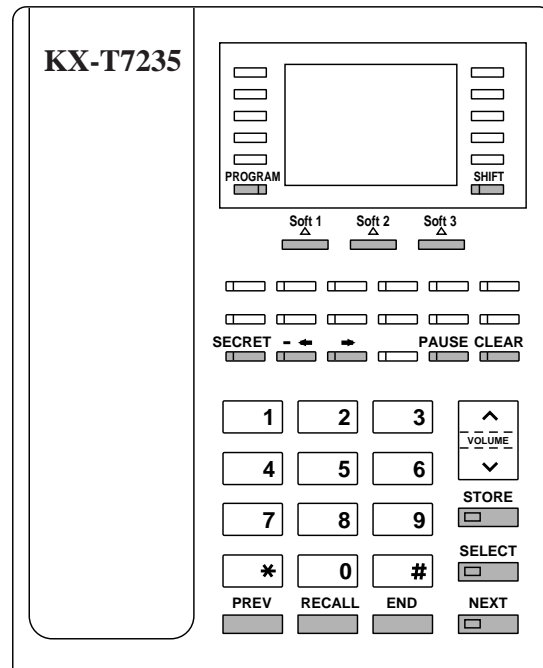 KX-T7235
PROGRAM SHIFT
Soft 1 Soft 2 Soft 3
SECRET - ← → PAUSE CLEAR
1 2 3
VOLUME
4 5 6
STORE
7 8 9
SELECT
* 0 #
PREV RECALL END NEXT